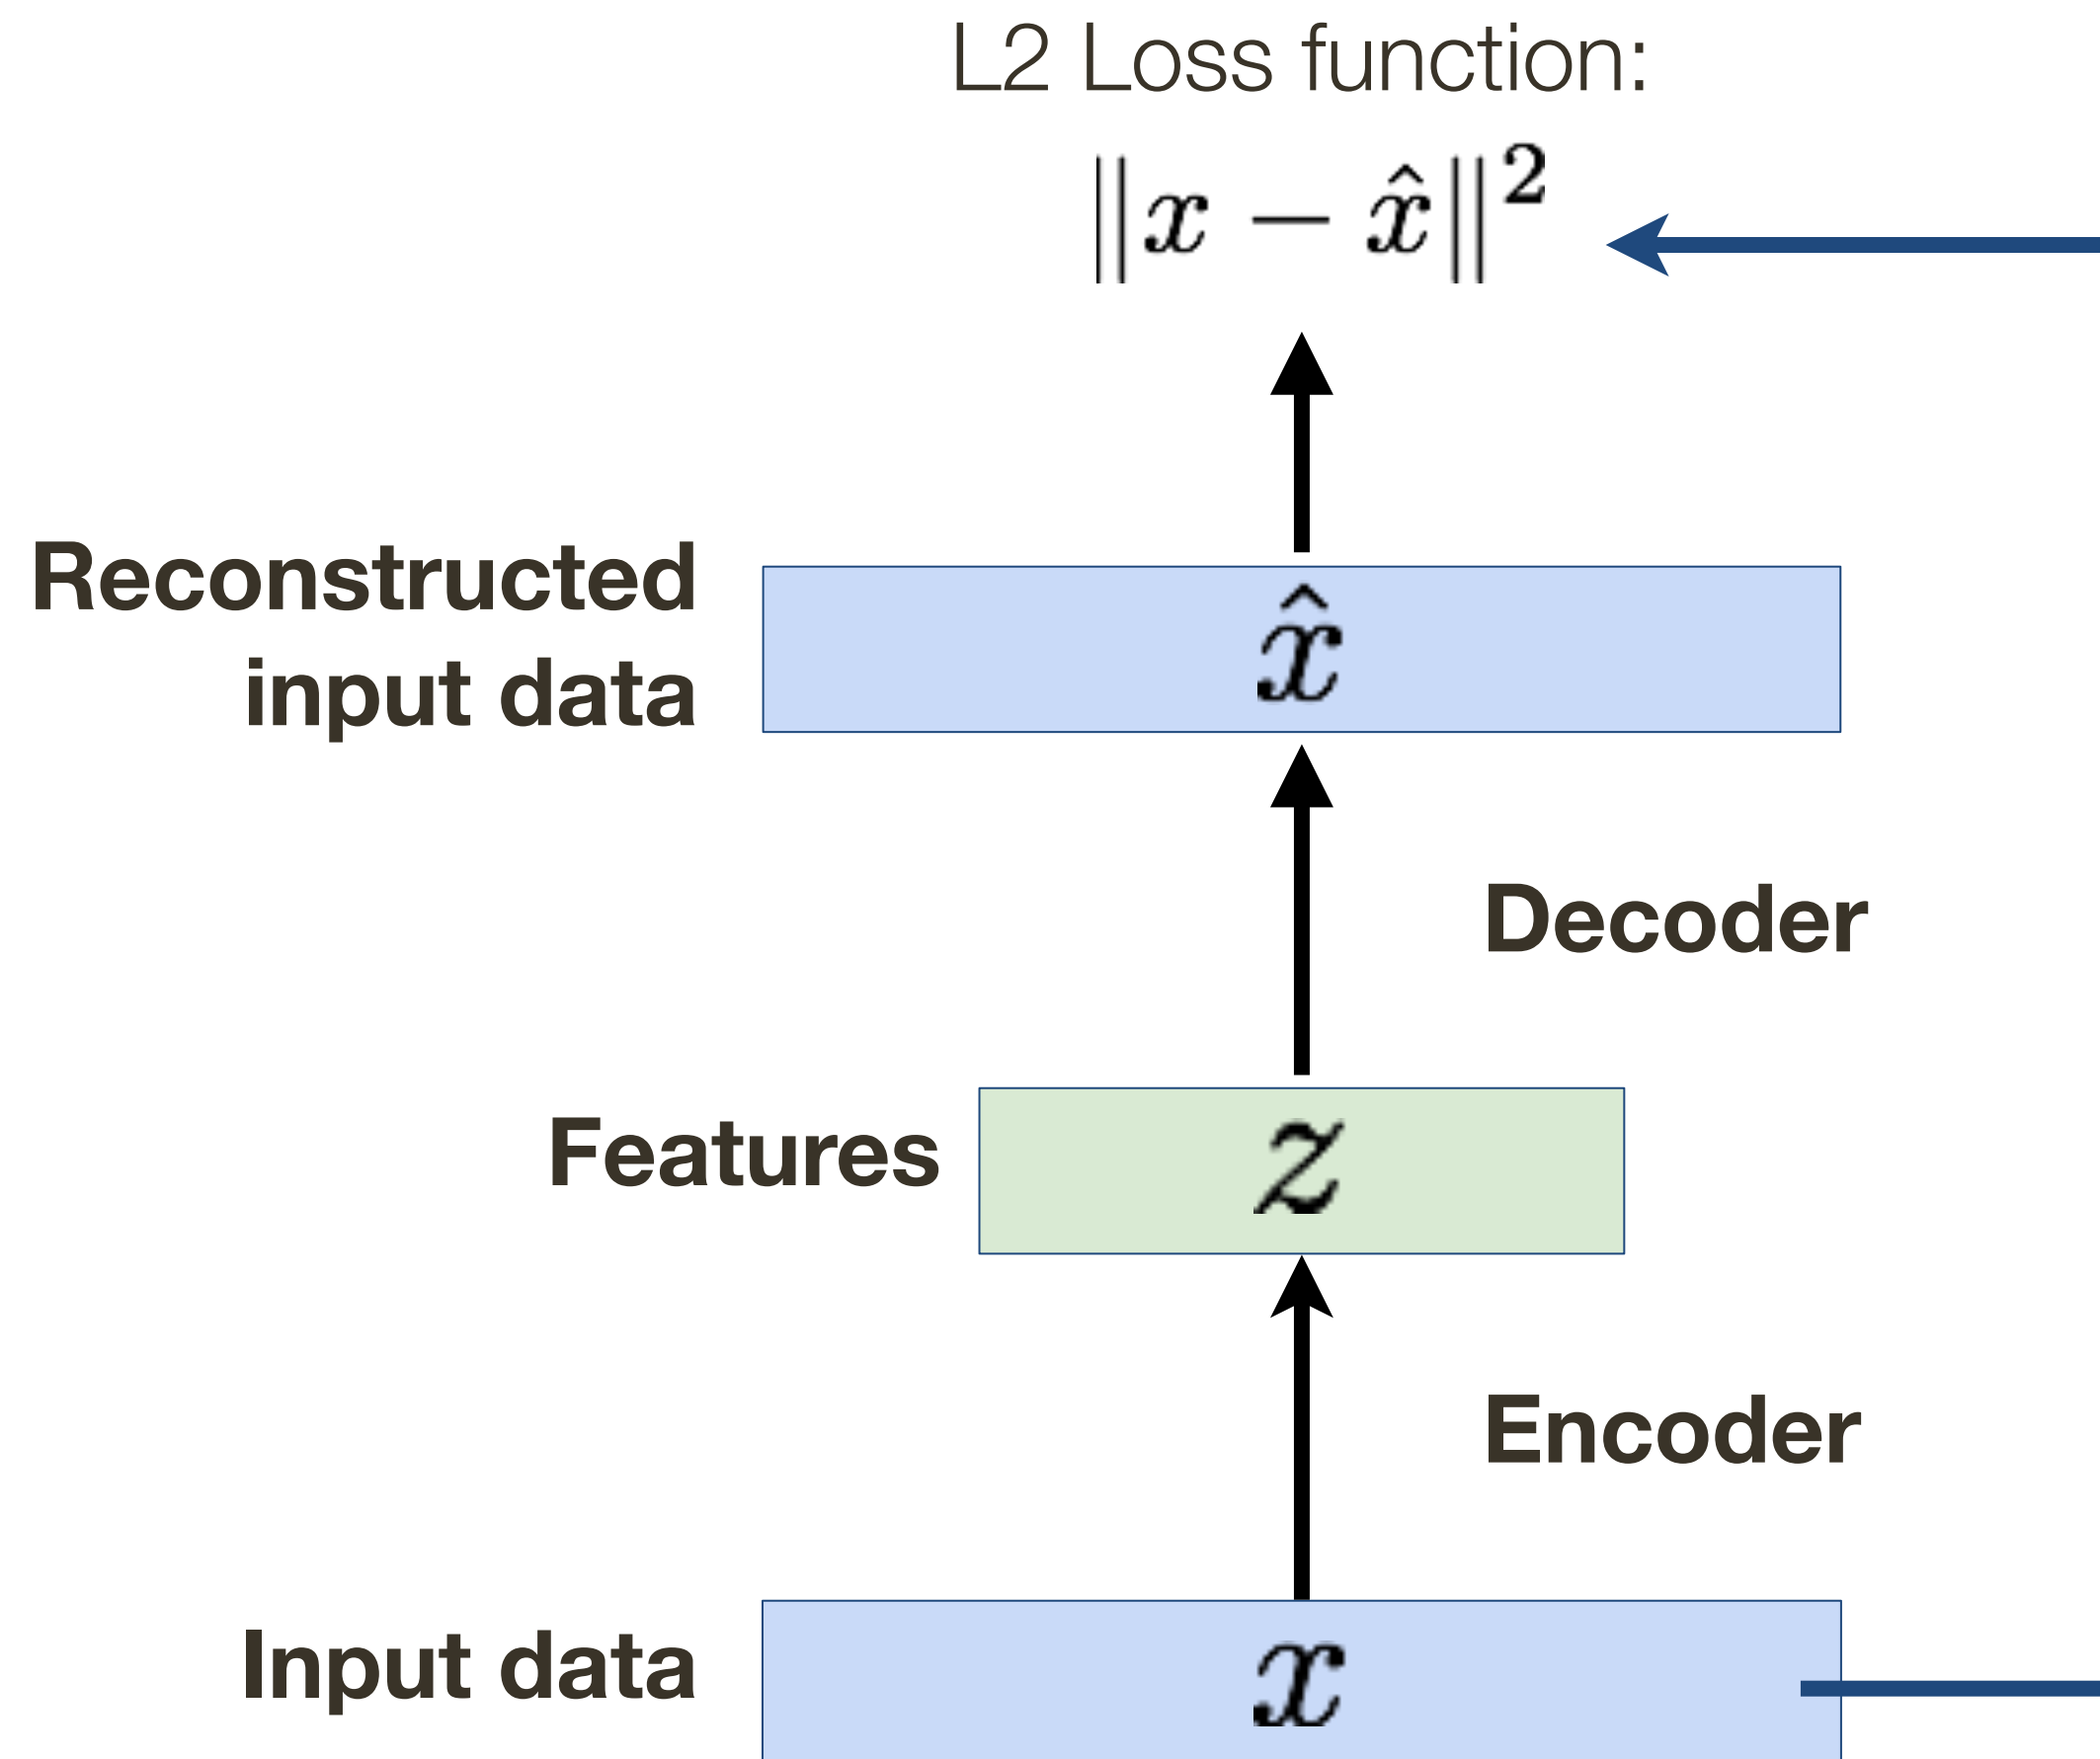 L2 Loss function:
‖x − x̂‖²
Reconstructed
input data
x̂
Decoder
Features
z
Encoder
Input data
x